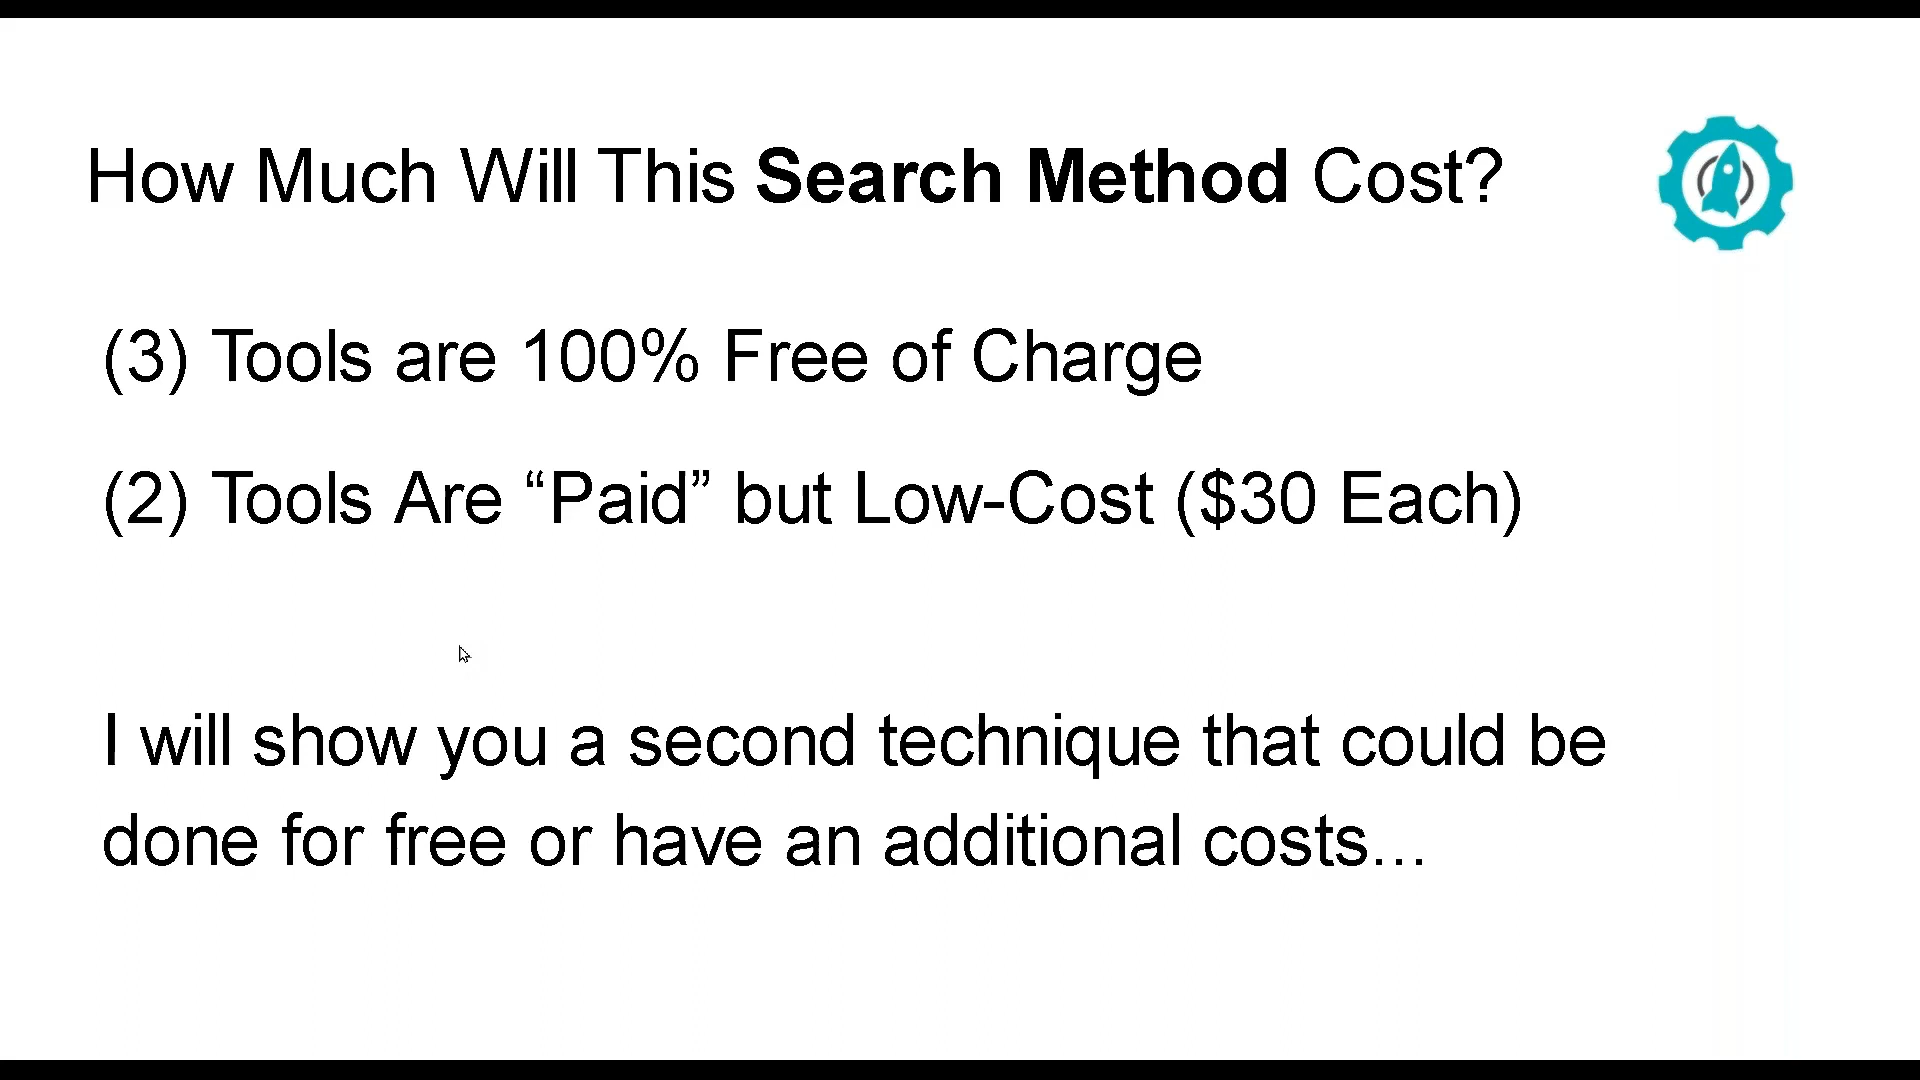 How Much Will This Search Method Cost?
(3) Tools are 100% Free of Charge
(2) Tools Are “Paid” but Low-Cost ($30 Each)
I will show you a second technique that could be
done for free or have an additional costs...